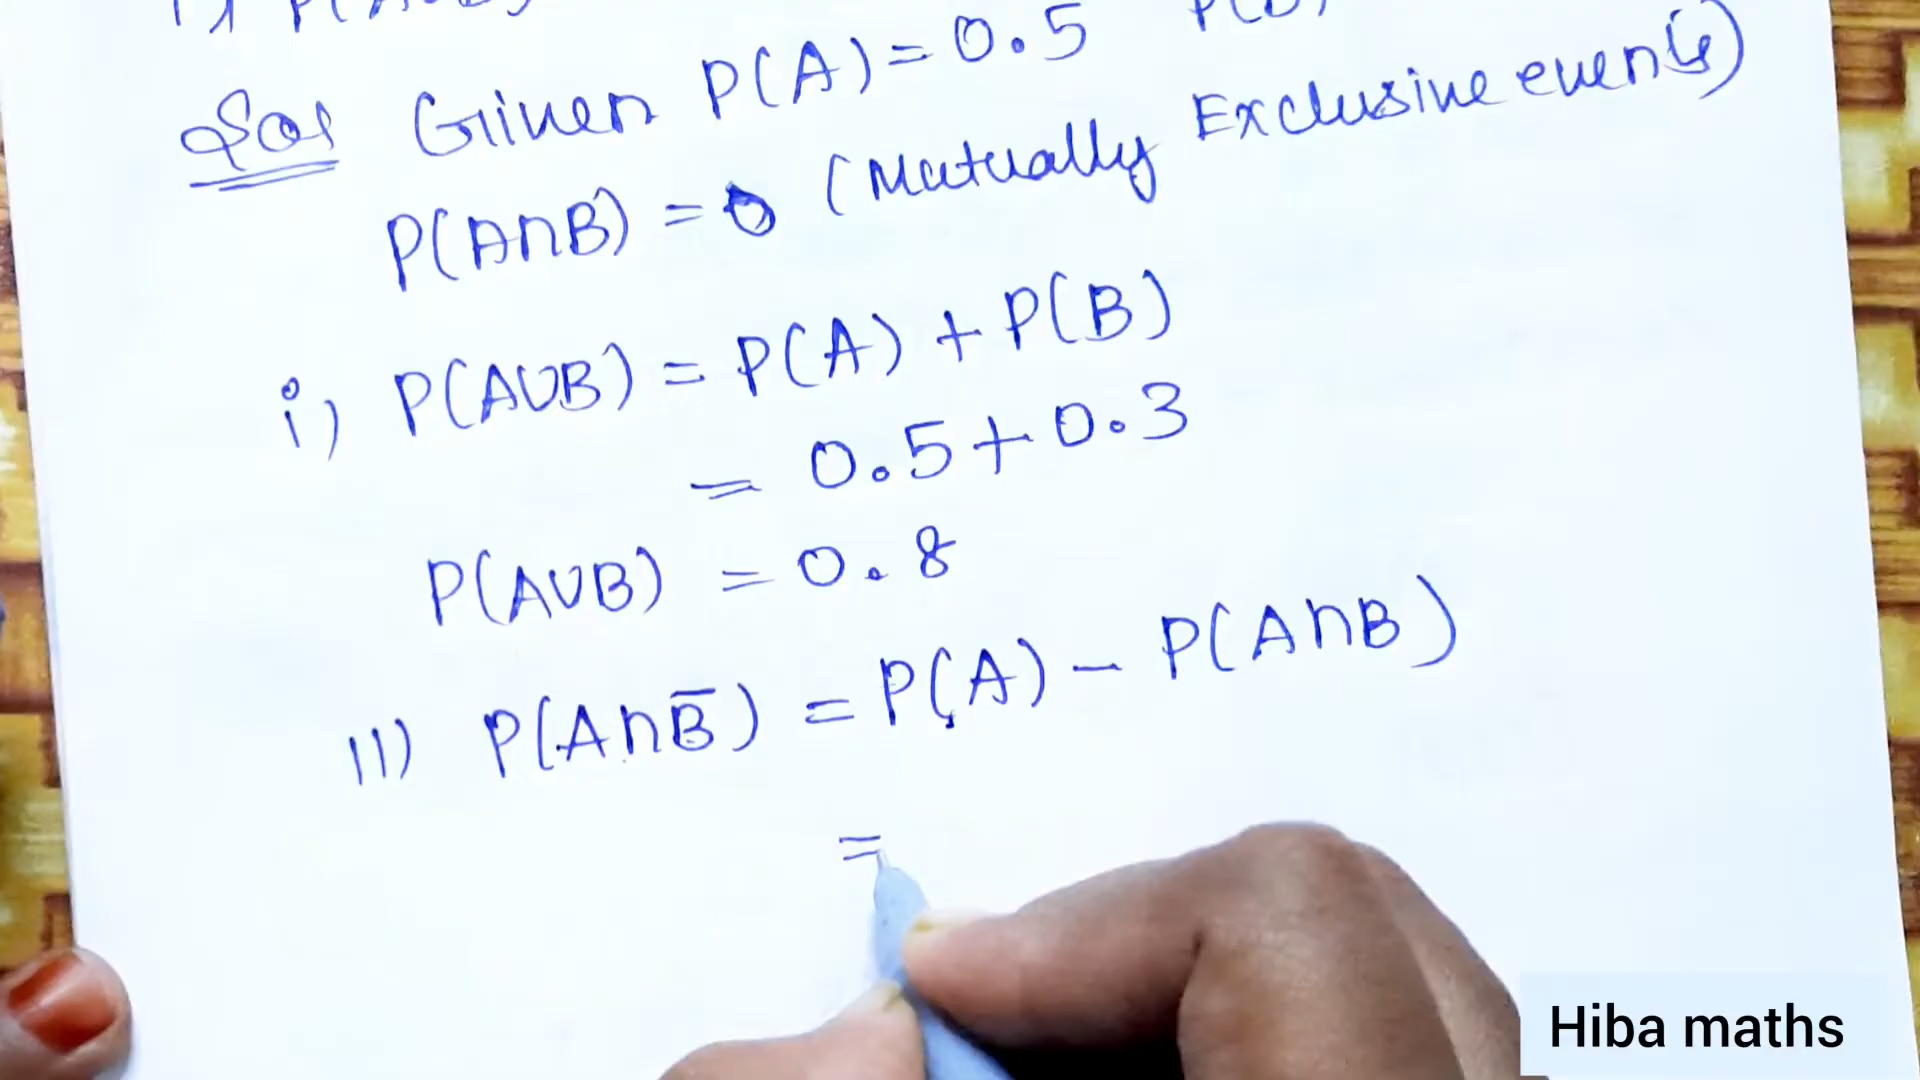 Sol Given P(A) = 0.5
P(A∩B) = 0 (Mutually Exclusive events)
i) P(A∪B) = P(A) + P(B)
= 0.5 + 0.3
P(A∪B) = 0.8
ii) P(A∩B̅) = P(A) - P(A∩B)
=
Hiba maths